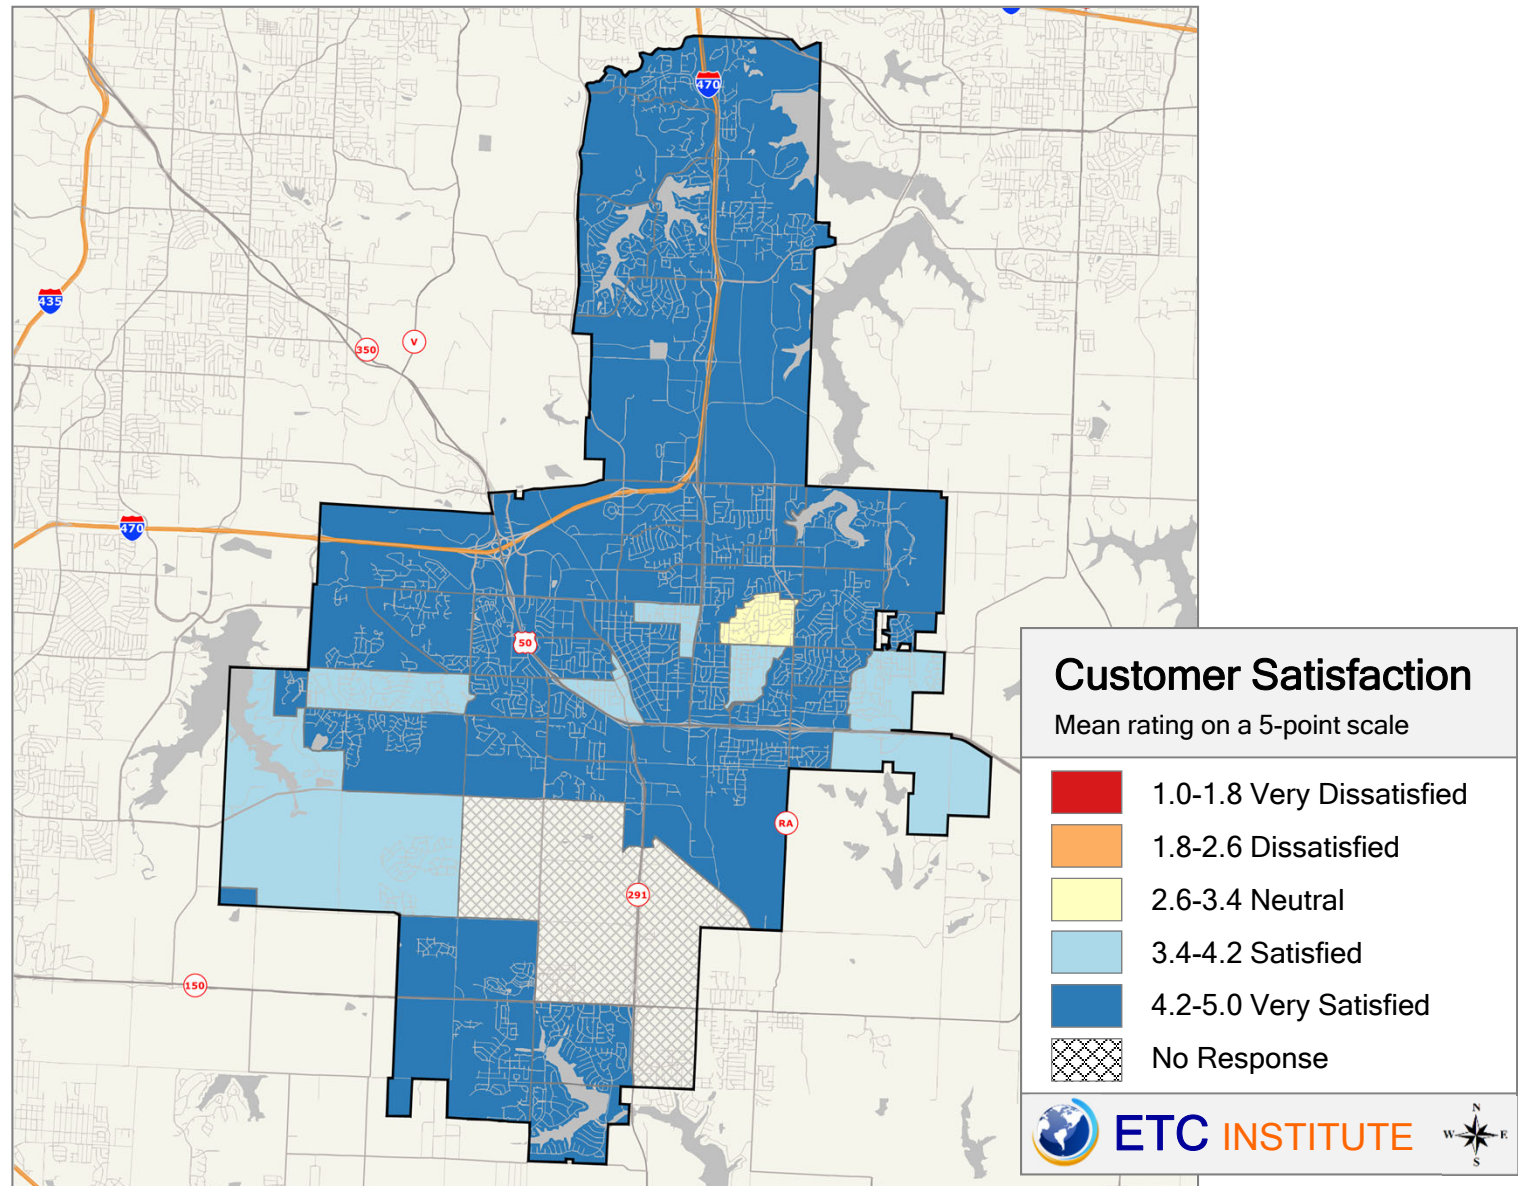 470
435
350
V
470
50
RA
291
150
Customer Satisfaction
Mean rating on a 5-point scale
1.0-1.8 Very Dissatisfied
1.8-2.6 Dissatisfied
2.6-3.4 Neutral
3.4-4.2 Satisfied
4.2-5.0 Very Satisfied
No Response
ETC INSTITUTE
N
W E
S